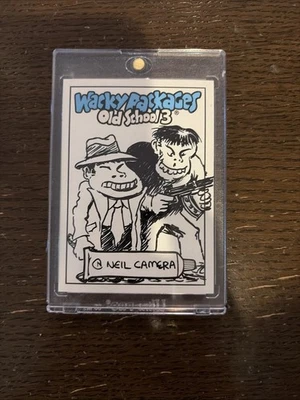 Wacky Packages
Old School 3®
@ NEIL CAMERA